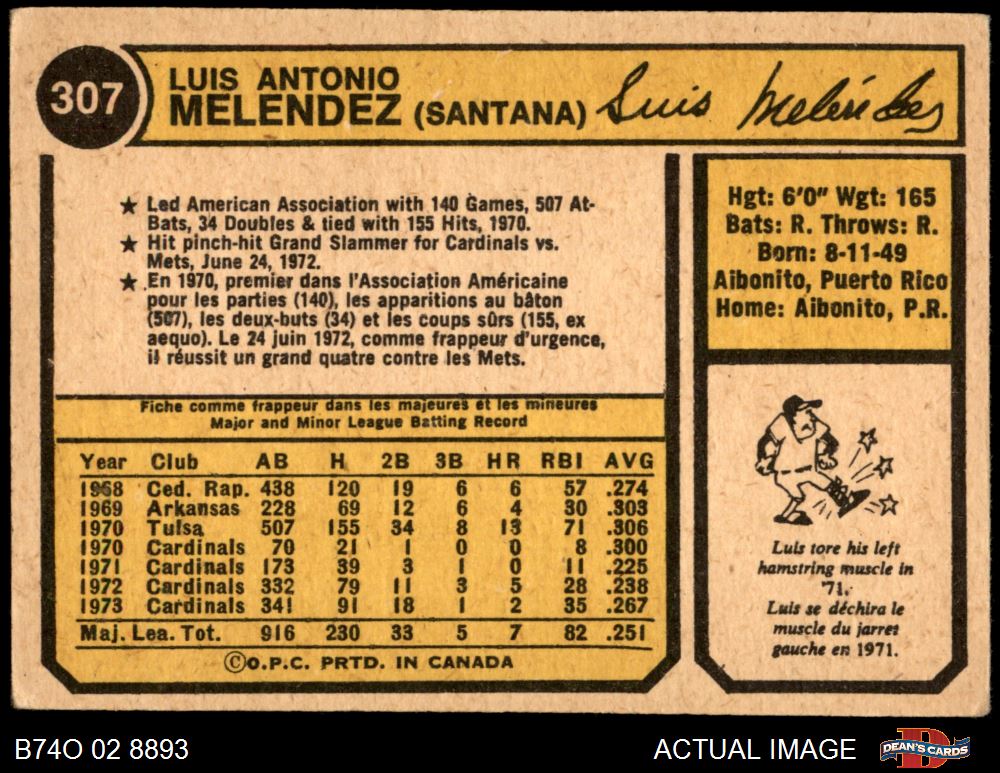 307
LUIS ANTONIO
MELENDEZ (SANTANA)
Luis Meléndez
★ Led American Association with 140 Games, 507 At-
Bats, 34 Doubles & tied with 155 Hits, 1970.
★ Hit pinch-hit Grand Slammer for Cardinals vs.
Mets, June 24, 1972.
★ En 1970, premier dans l'Association Américaine
pour les parties (140), les apparitions au bâton
(507), les deux-buts (34) et les coups sûrs (155, ex
aequo). Le 24 juin 1972, comme frappeur d'urgence,
il réussit un grand quatre contre les Mets.
Hgt: 6'0" Wgt: 165
Bats: R. Throws: R.
Born: 8-11-49
Aibonito, Puerto Rico
Home: Aibonito, P.R.
Fiche comme frappeur dans les majeures et les mineures
Major and Minor League Batting Record
Year Club AB H 2B 3B HR RBI AVG
1968 Ced. Rap. 438 120 19 6 6 57 .274
1969 Arkansas 228 69 12 6 4 30 .303
1970 Tulsa 507 155 34 8 13 71 .306
1970 Cardinals 70 21 1 0 0 8 .300
1971 Cardinals 173 39 3 1 0 11 .225
1972 Cardinals 332 79 11 3 5 28 .238
1973 Cardinals 341 91 18 1 2 35 .267
Maj. Lea. Tot. 916 230 33 5 7 82 .251
©O.P.C. PRTD. IN CANADA
Luis tore his left
hamstring muscle in
'71.
Luis se déchira le
muscle du jarret
gauche en 1971.
B74O 02 8893
ACTUAL IMAGE
DEAN'S CARDS